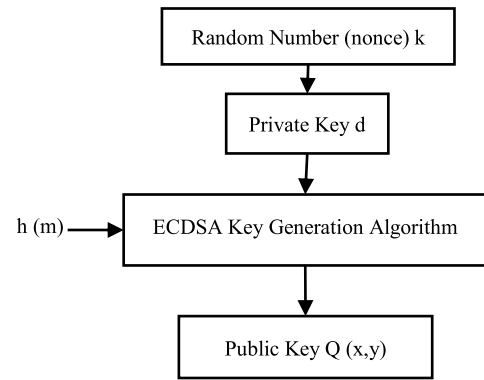 Random Number (nonce) k
Private Key d
h (m)
ECDSA Key Generation Algorithm
Public Key Q (x,y)